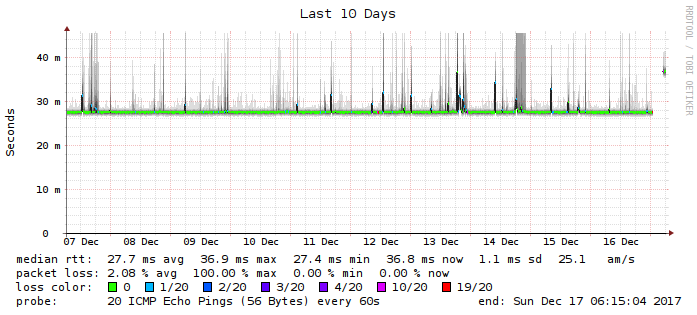 Last 10 Days
RRDTOOL / TOBI OETIKER
Seconds
40 m
30 m
20 m
10 m
0
07 Dec 08 Dec 09 Dec 10 Dec 11 Dec 12 Dec 13 Dec 14 Dec 15 Dec 16 Dec
median rtt: 27.7 ms avg 36.9 ms max 27.4 ms min 36.8 ms now 1.1 ms sd 25.1 am/s
packet loss: 2.08 % avg 100.00 % max 0.00 % min 0.00 % now
loss color: 0 1/20 2/20 3/20 4/20 10/20 19/20
probe: 20 ICMP Echo Pings (56 Bytes) every 60s end: Sun Dec 17 06:15:04 2017